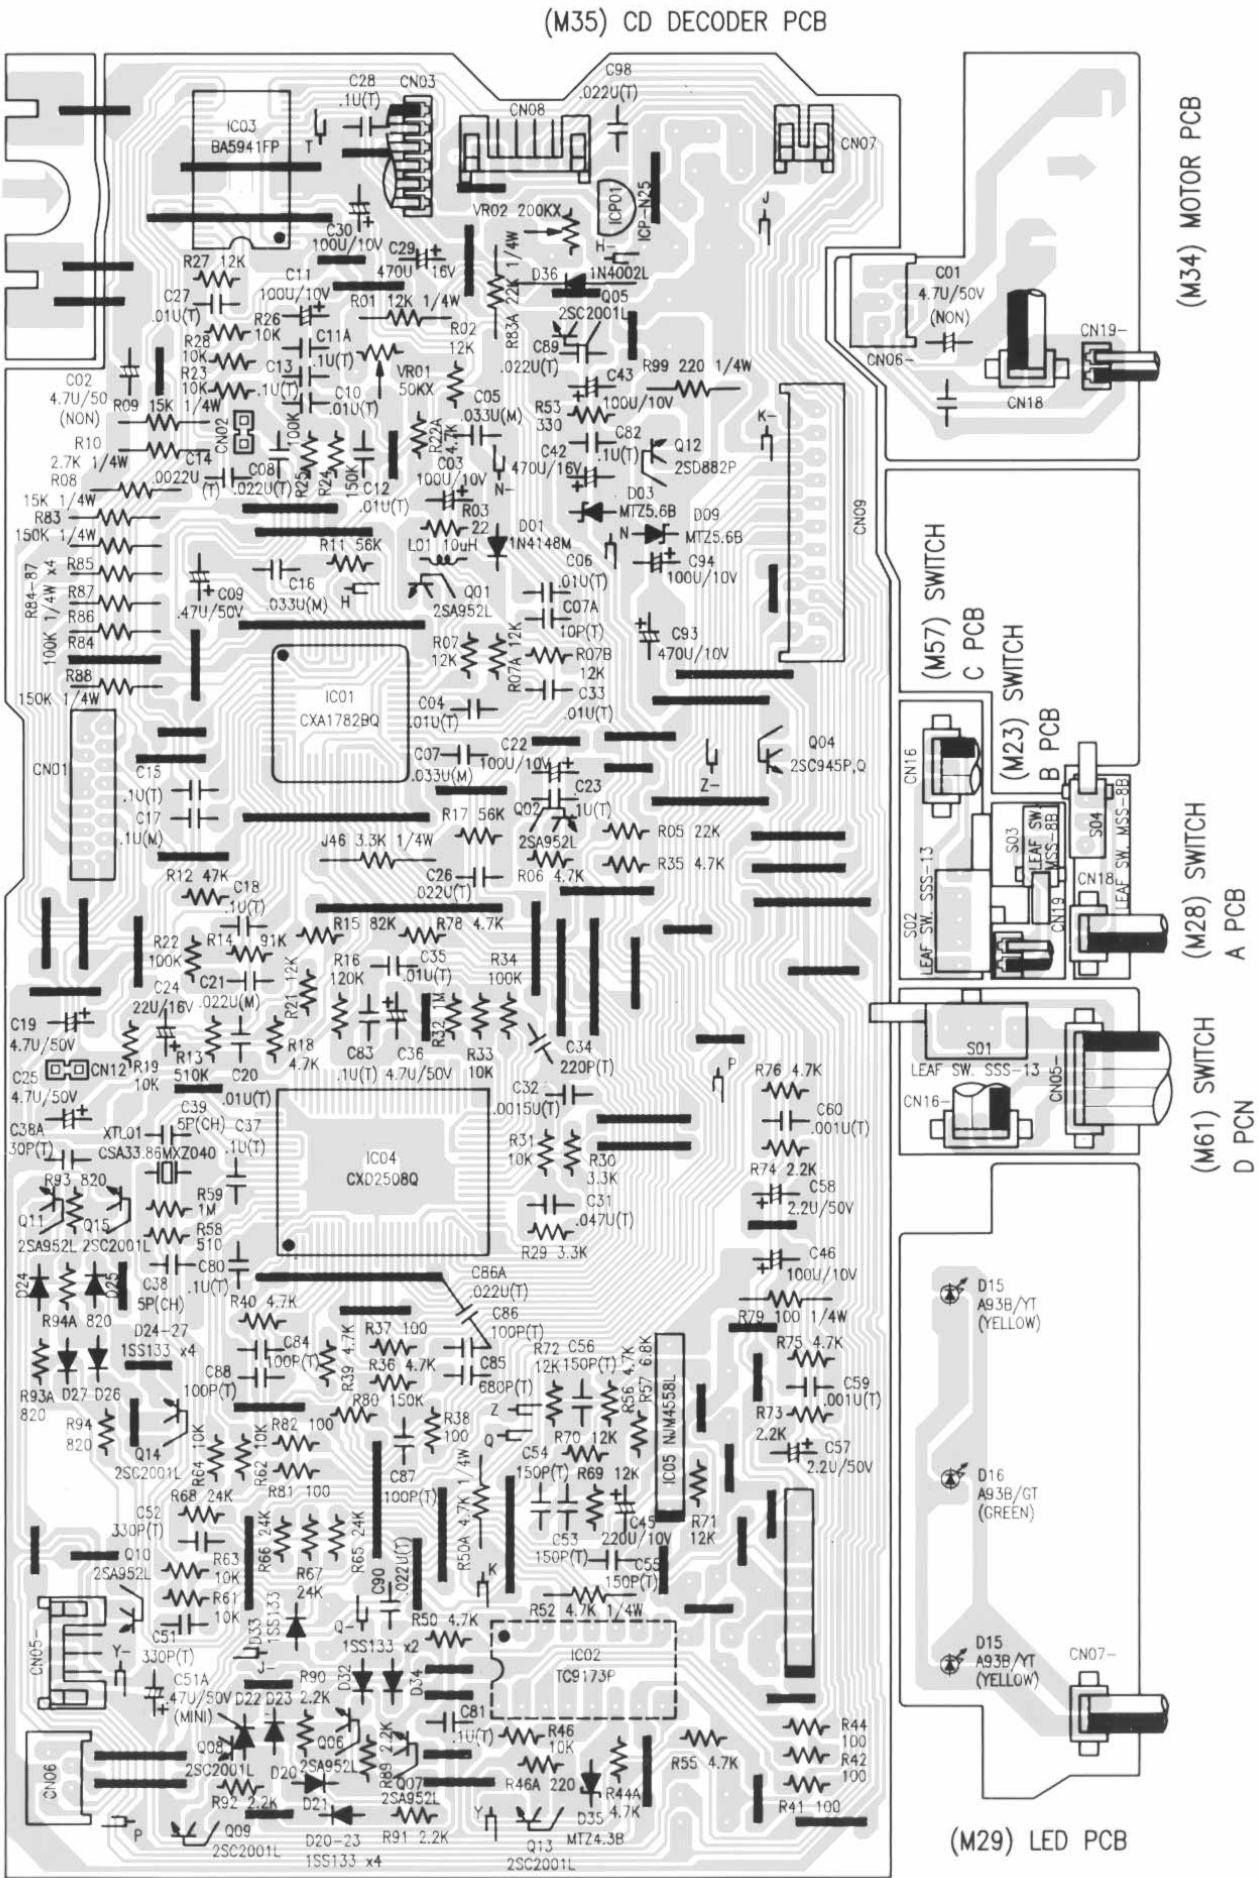 (M35) CD DECODER PCB
C98
.022U(T)
C28
.1U(T)
CN03
CN08
CN07
IC03
BA5941FP
T
ICP01
ICP-N25
VR02 200KX
J
H-
C30
100U/10V
C29
470U 16V
R83A 22K 1/4W
D36
1N4002L
Q05
2SC2001L
R27 12K
C27
.01U(T)
C11
100U/10V
R01 12K 1/4W
R26
10K
R28
10K
C11A
.1U(T)
R02
12K
C89
.022U(T)
C13
.1U(T)
R23
10K
1/4W
VR01
50KX
C43
100U/10V
R99 220 1/4W
C02
4.7U/50
(NON)
R09 15K
C10
.01U(T)
C05
.033U(M)
R53
330
K-
CN02
100K
R22A
4.7K
C82
.1U(T)
Q12
2SD882P
R10
2.7K 1/4W
C14
.0022U
(T)
C08
.022U(T)
R25A
R24
150K
C12
.01U(T)
C03
100U/10V
N-
C42
470U/16V
R08
15K 1/4W
R83
150K 1/4W
R03
22
D01
1N4148M
D03
MTZ5.6B
N
D09
MTZ5.6B
CN09
R11 56K
L01 10uH
C94
100U/10V
R84-87
100K 1/4W x4
R85
R87
R86
R84
C09
.47U/50V
C16
.033U(M)
H
Q01
2SA952L
C06
.01U(T)
C07A
10P(T)
R07
12K
R07A 12K
R07B
12K
C93
470U/10V
R88
150K 1/4W
IC01
CXA1782BQ
C04
.01U(T)
C33
.01U(T)
CN01
C15
.1U(T)
C17
.1U(M)
C07
.033U(M)
C22
100U/10V
Z-
Q04
2SC945P,Q
C23
.1U(T)
Q02
2SA952L
R17 56K
J46 3.3K 1/4W
R05 22K
R35 4.7K
R06 4.7K
C26
.022U(T)
R12 47K
C18
.1U(T)
R15 82K
R78 4.7K
R22
100K
R14 91K
C21
.022U(M)
R21 12K
R16
120K
C35
.01U(T)
R34
100K
C24
22U/16V
R32 1M
C19
4.7U/50V
CN12
R19
10K
R13
510K
C20
.01U(T)
R18
4.7K
C83
.1U(T)
C36
4.7U/50V
R33
10K
C34
220P(T)
P
C25
4.7U/50V
C32
.0015U(T)
R76 4.7K
C38A
30P(T)
C39
5P(CH)
XTL01
CSA33.86MXZ040
C37
.1U(T)
C60
.001U(T)
IC04
CXD2508Q
R31
10K
R30
3.3K
R93 820
R74 2.2K
C58
2.2U/50V
Q11
2SA952L
Q15
2SC2001L
R59
1M
R58
510
C31
.047U(T)
R29 3.3K
D24
D25
C38
5P(CH)
C80
.1U(T)
C46
100U/10V
R94A 820
C86A
.022U(T)
R40 4.7K
C86
100P(T)
R79 100 1/4W
D24-27
1SS133 x4
C84
100P(T)
R39 4.7K
R37 100
R36 4.7K
C85
680P(T)
R72
12K
C56
150P(T)
R56 4.7K
R57 6.8K
IC05 NJM4558L
R75 4.7K
R93A
820
D27
D26
C88
100P(T)
C59
.001U(T)
R80 150K
Z
R73
2.2K
R94
820
Q14
2SC2001L
R64 10K
R62 10K
R82
100
R38
100
Q
R70 12K
C57
2.2U/50V
R81 100
C87
100P(T)
R50A 4.7K 1/4W
C54
150P(T)
R69 12K
R68 24K
C52
330P(T)
R66 24K
R65 24K
C45
220U/10V
R71
12K
C53
150P(T)
Q10
2SA952L
R63
10K
R67
24K
C90
.022U(T)
K
C55
150P(T)
R61
10K
D33
1SS133
Q-
R50 4.7K
R52 4.7K 1/4W
CN05-
C51
330P(T)
Y-
J-
1SS133 x2
IC02
TC9173P
C51A
.47U/50V
(MINI)
D22 D23
R90
2.2K
D32
D34
C81
.1U(T)
R46
10K
R55 4.7K
R44
100
R42
100
R41 100
CN06
Q08
2SC2001L
Q06
2SA952L
R89 2.2K
Q07
2SA952L
D20
R46A 220
R44A
4.7K
R92 2.2K
D21
P
Q09
2SC2001L
D20-23
1SS133 x4
R91 2.2K
Y
D35
MTZ4.3B
Q13
2SC2001L
(M34) MOTOR PCB
C01
4.7U/50V
(NON)
CN06-
CN18
CN19-
(M57) SWITCH
C PCB
(M23) SWITCH
B PCB
(M28) SWITCH
A PCB
CN16
S03
LEAF SW.
MSS-8B
S04
LEAF SW. MSS-8B
S02
LEAF SW. SSS-13
CN19
CN18
S01
LEAF SW. SSS-13
CN16-
CN05-
(M61) SWITCH
D PCN
D15
A93B/YT
(YELLOW)
D16
A93B/GT
(GREEN)
D15
A93B/YT
(YELLOW)
CN07-
(M29) LED PCB